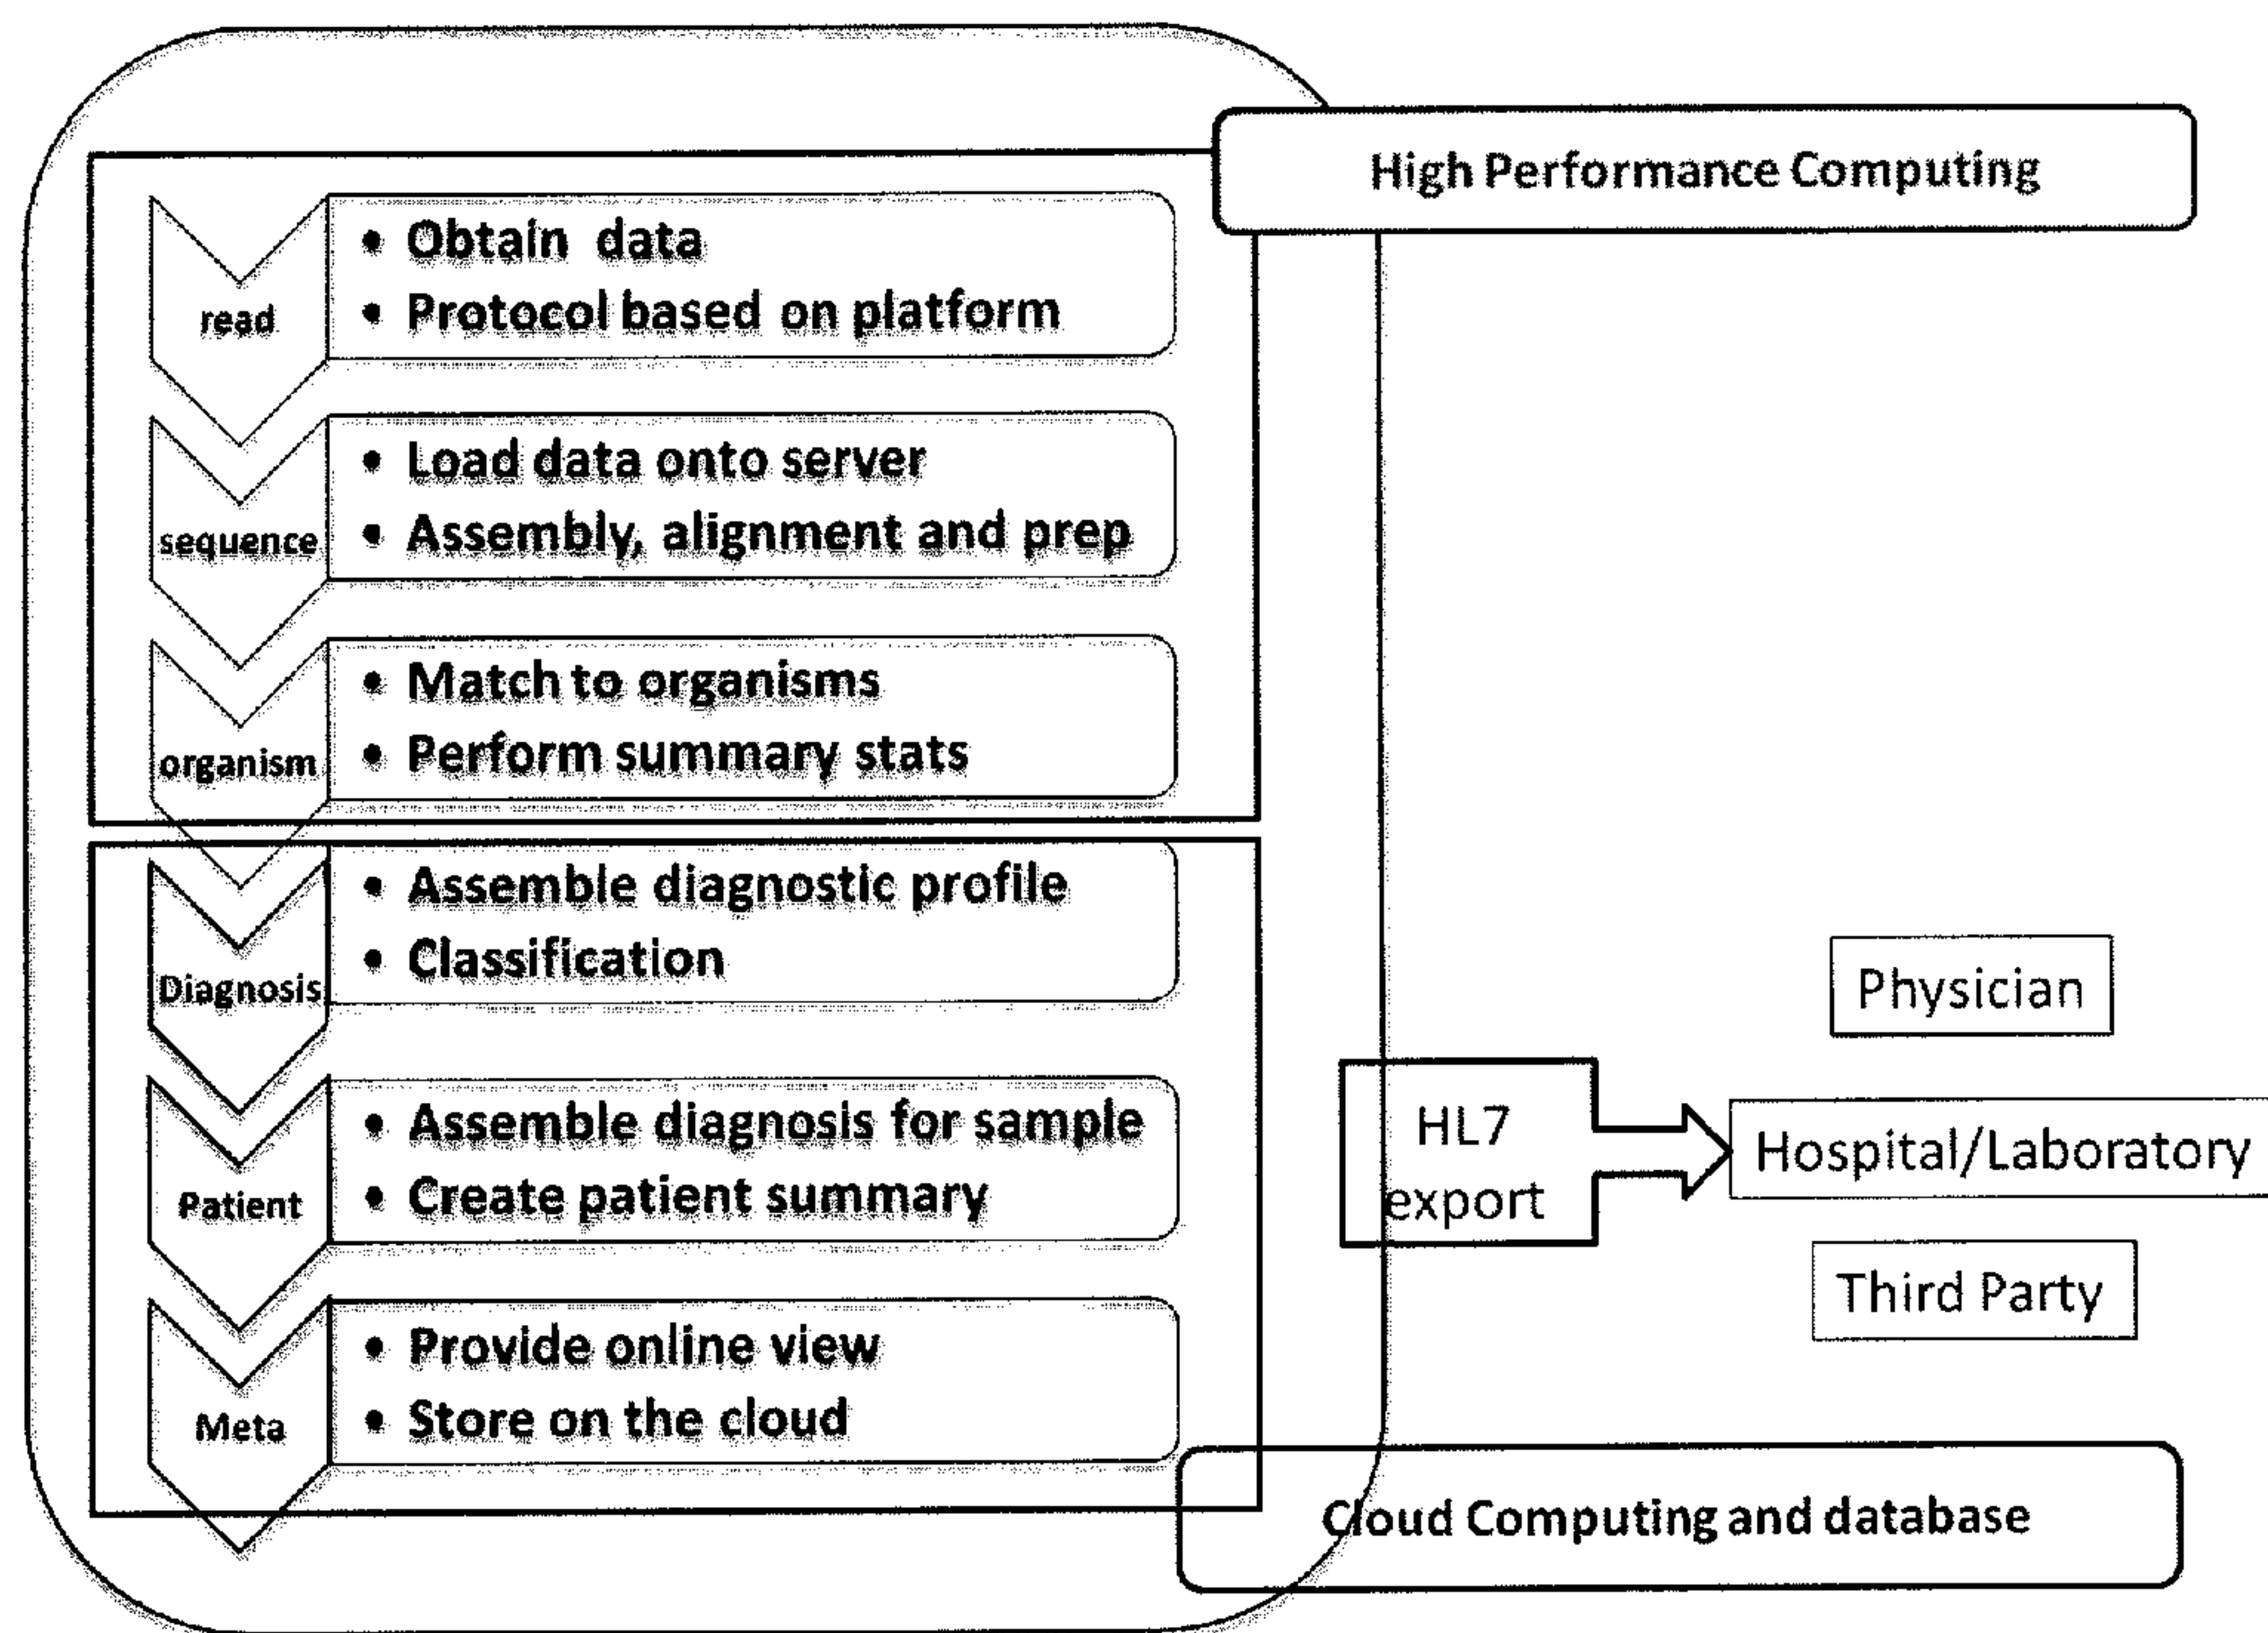 High Performance Computing
read
• Obtain data
• Protocol based on platform
sequence
• Load data onto server
• Assembly, alignment and prep
organism
• Match to organisms
• Perform summary stats
Diagnosis
• Assemble diagnostic profile
• Classification
Patient
• Assemble diagnosis for sample
• Create patient summary
Meta
• Provide online view
• Store on the cloud
HL7
export
Physician
Hospital/Laboratory
Third Party
Cloud Computing and database